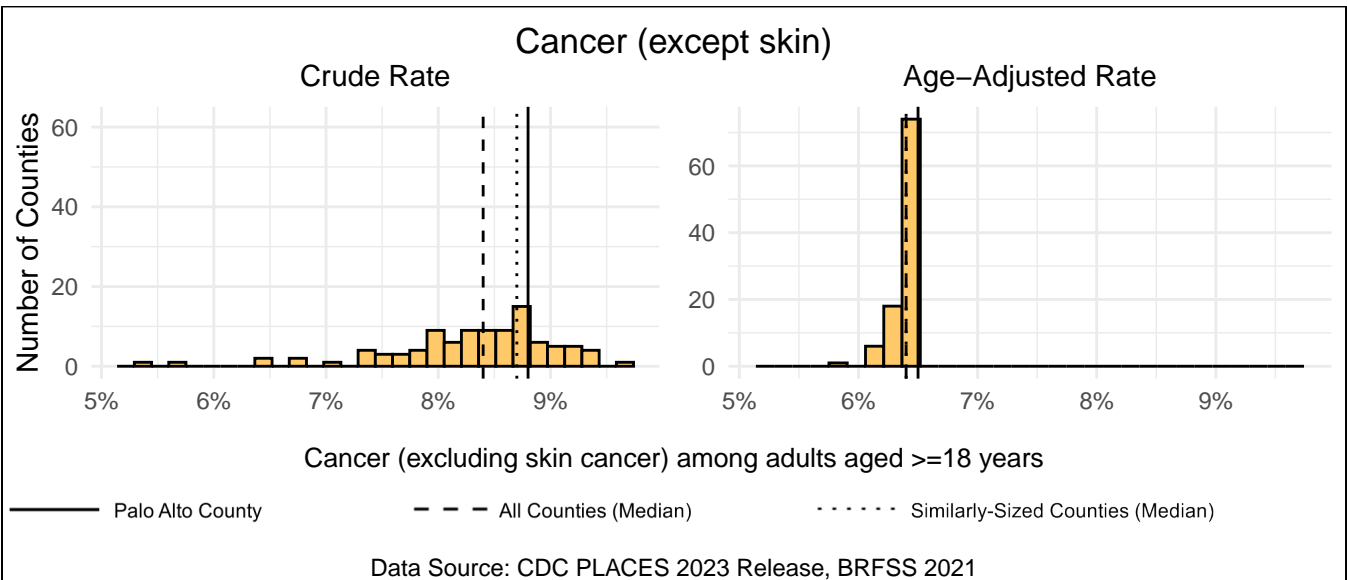 Cancer (except skin)
Crude Rate
Age−Adjusted Rate
Number of Counties
60
40
20
0
5%
6%
7%
8%
9%
60
40
20
0
5%
6%
7%
8%
9%
Cancer (excluding skin cancer) among adults aged >=18 years
Palo Alto County
All Counties (Median)
Similarly-Sized Counties (Median)
Data Source: CDC PLACES 2023 Release, BRFSS 2021